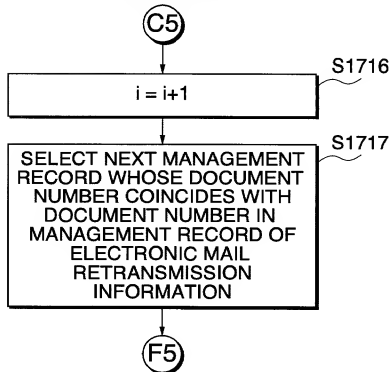 C5
S1716
i = i+1
S1717
SELECT NEXT MANAGEMENT
RECORD WHOSE DOCUMENT
NUMBER COINCIDES WITH
DOCUMENT NUMBER IN
MANAGEMENT RECORD OF
ELECTRONIC MAIL
RETRANSMISSION
INFORMATION
F5